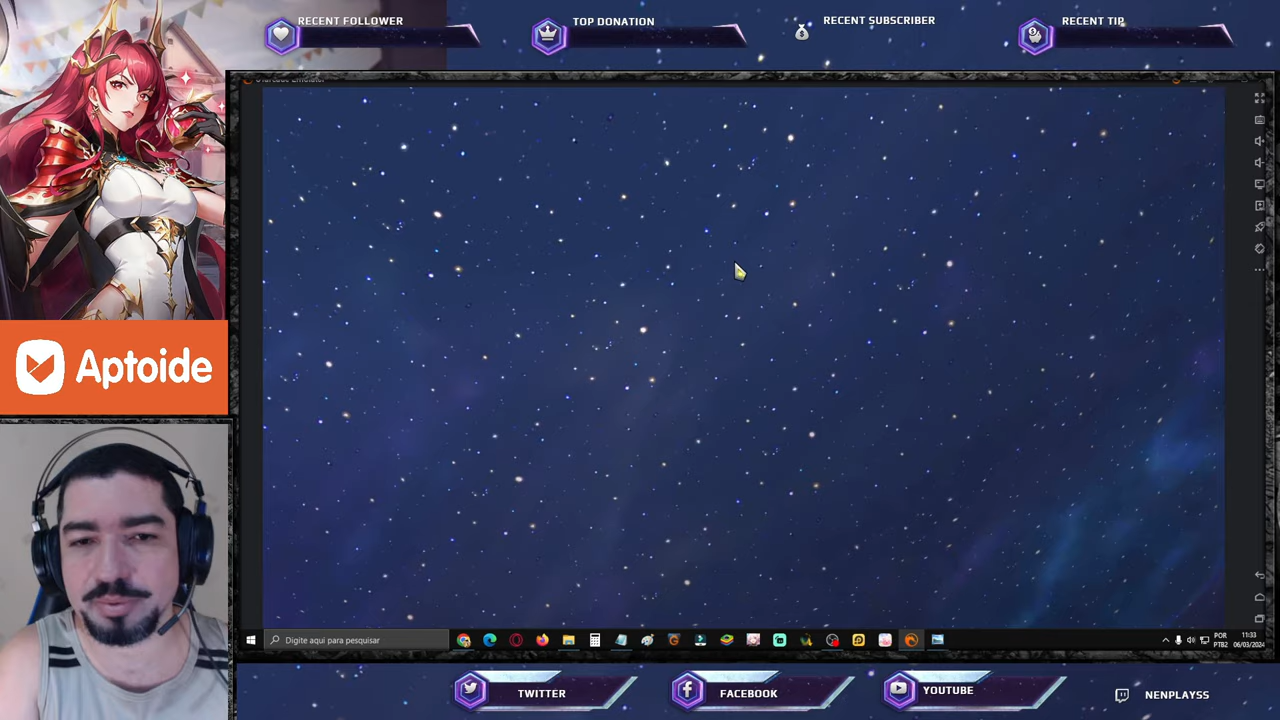 RECENT FOLLOWER
TOP DONATION
RECENT SUBSCRIBER
RECENT TIP
Aptoide
Digite aqui para pesquisar
POR
PTB2
11:33
06/03/2024
TWITTER
FACEBOOK
YOUTUBE
NENPLAYSS